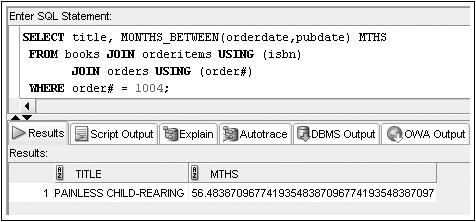 Enter SQL Statement:
SELECT title, MONTHS_BETWEEN(orderdate,pubdate) MTHS
FROM books JOIN orderitems USING (isbn)
JOIN orders USING (order#)
WHERE order# = 1004;
Results Script Output Explain Autotrace DBMS Output OWA Output
Results:
TITLE MTHS
1 PAINLESS CHILD-REARING 56.4838709677419354838709677419354838709​7